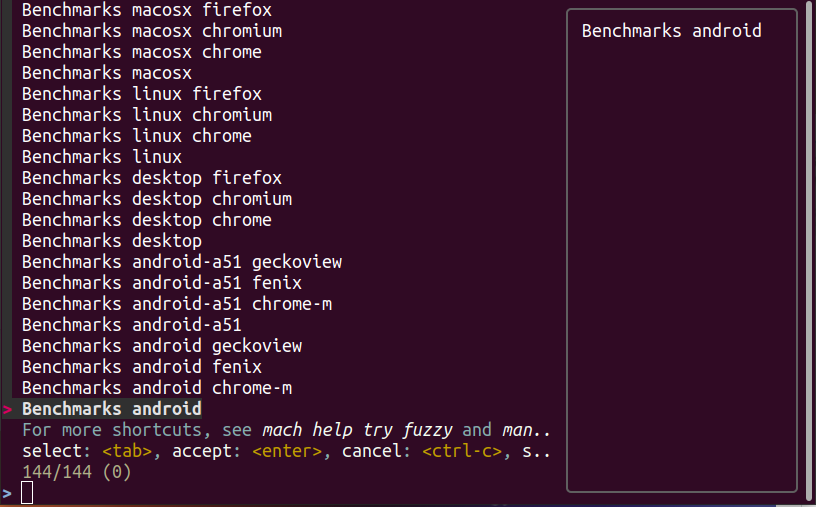 Benchmarks macosx firefox
Benchmarks macosx chromium
Benchmarks macosx chrome
Benchmarks macosx
Benchmarks linux firefox
Benchmarks linux chromium
Benchmarks linux chrome
Benchmarks linux
Benchmarks desktop firefox
Benchmarks desktop chromium
Benchmarks desktop chrome
Benchmarks desktop
Benchmarks android-a51 geckoview
Benchmarks android-a51 fenix
Benchmarks android-a51 chrome-m
Benchmarks android-a51
Benchmarks android geckoview
Benchmarks android fenix
Benchmarks android chrome-m
> Benchmarks android
For more shortcuts, see mach help try fuzzy and man..
select: <tab>, accept: <enter>, cancel: <ctrl-c>, s..
144/144 (0)
>
Benchmarks android